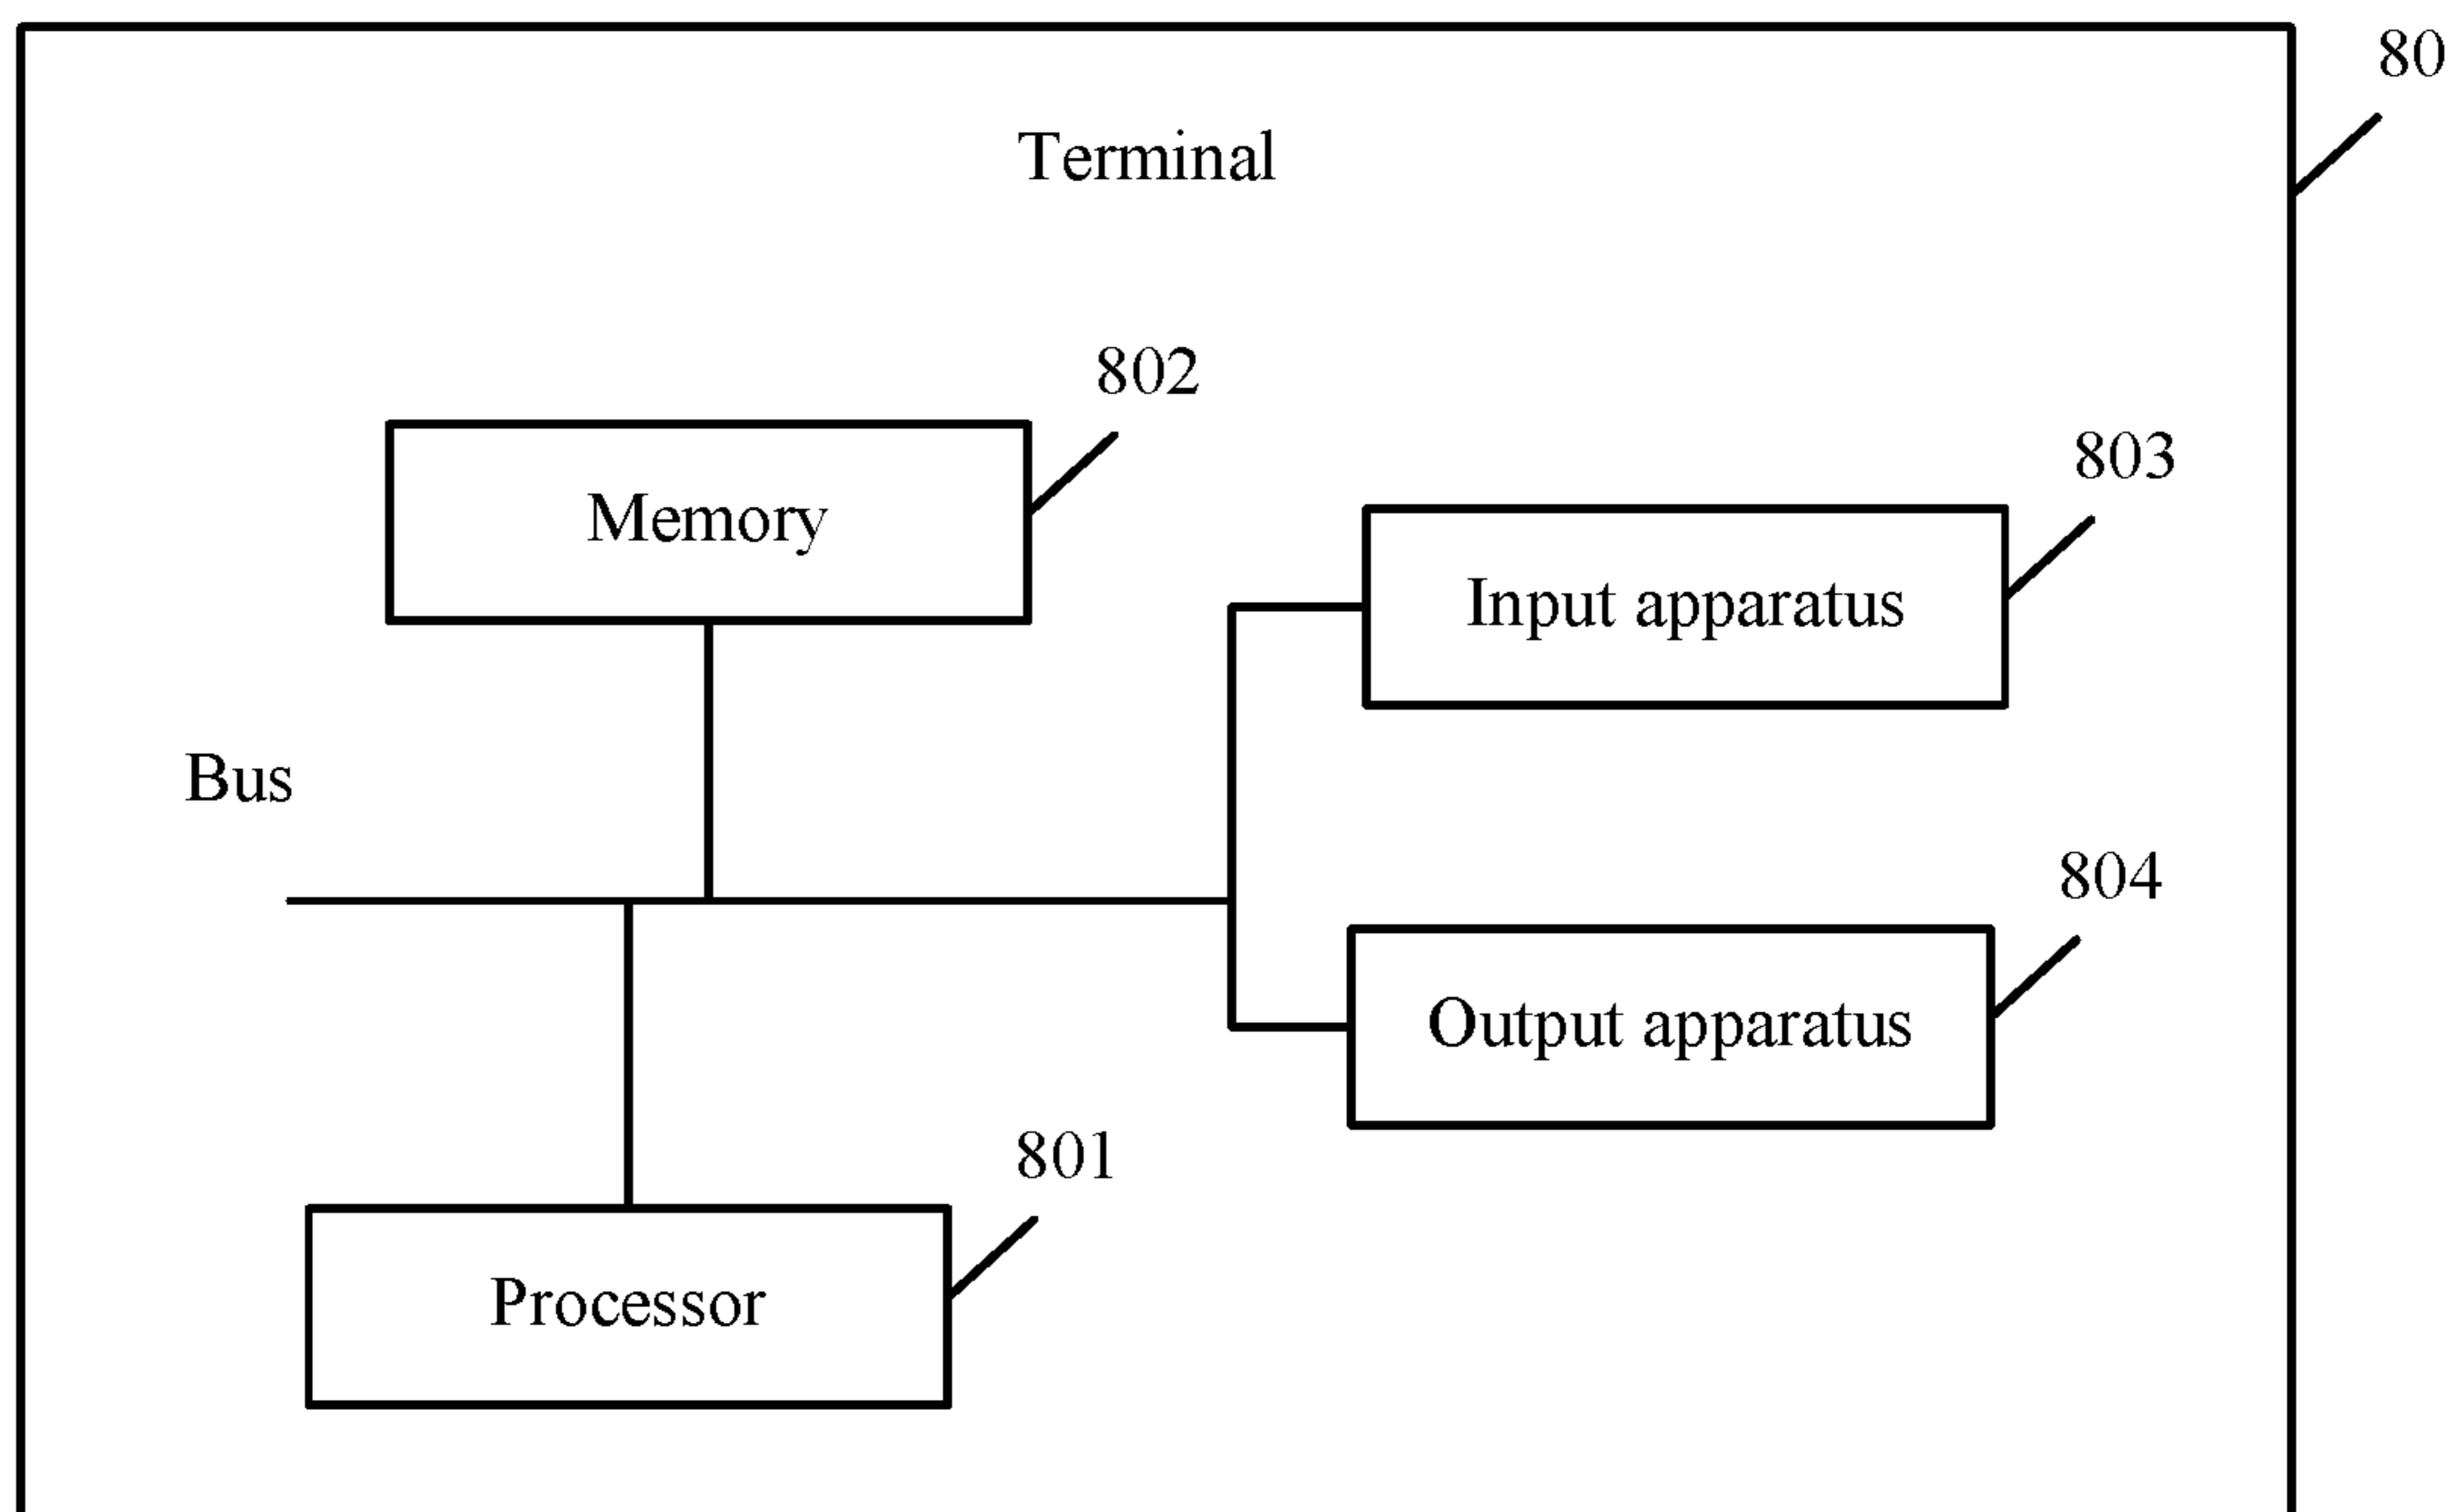 80
Terminal
802
Memory
803
Input apparatus
Bus
804
Output apparatus
801
Processor